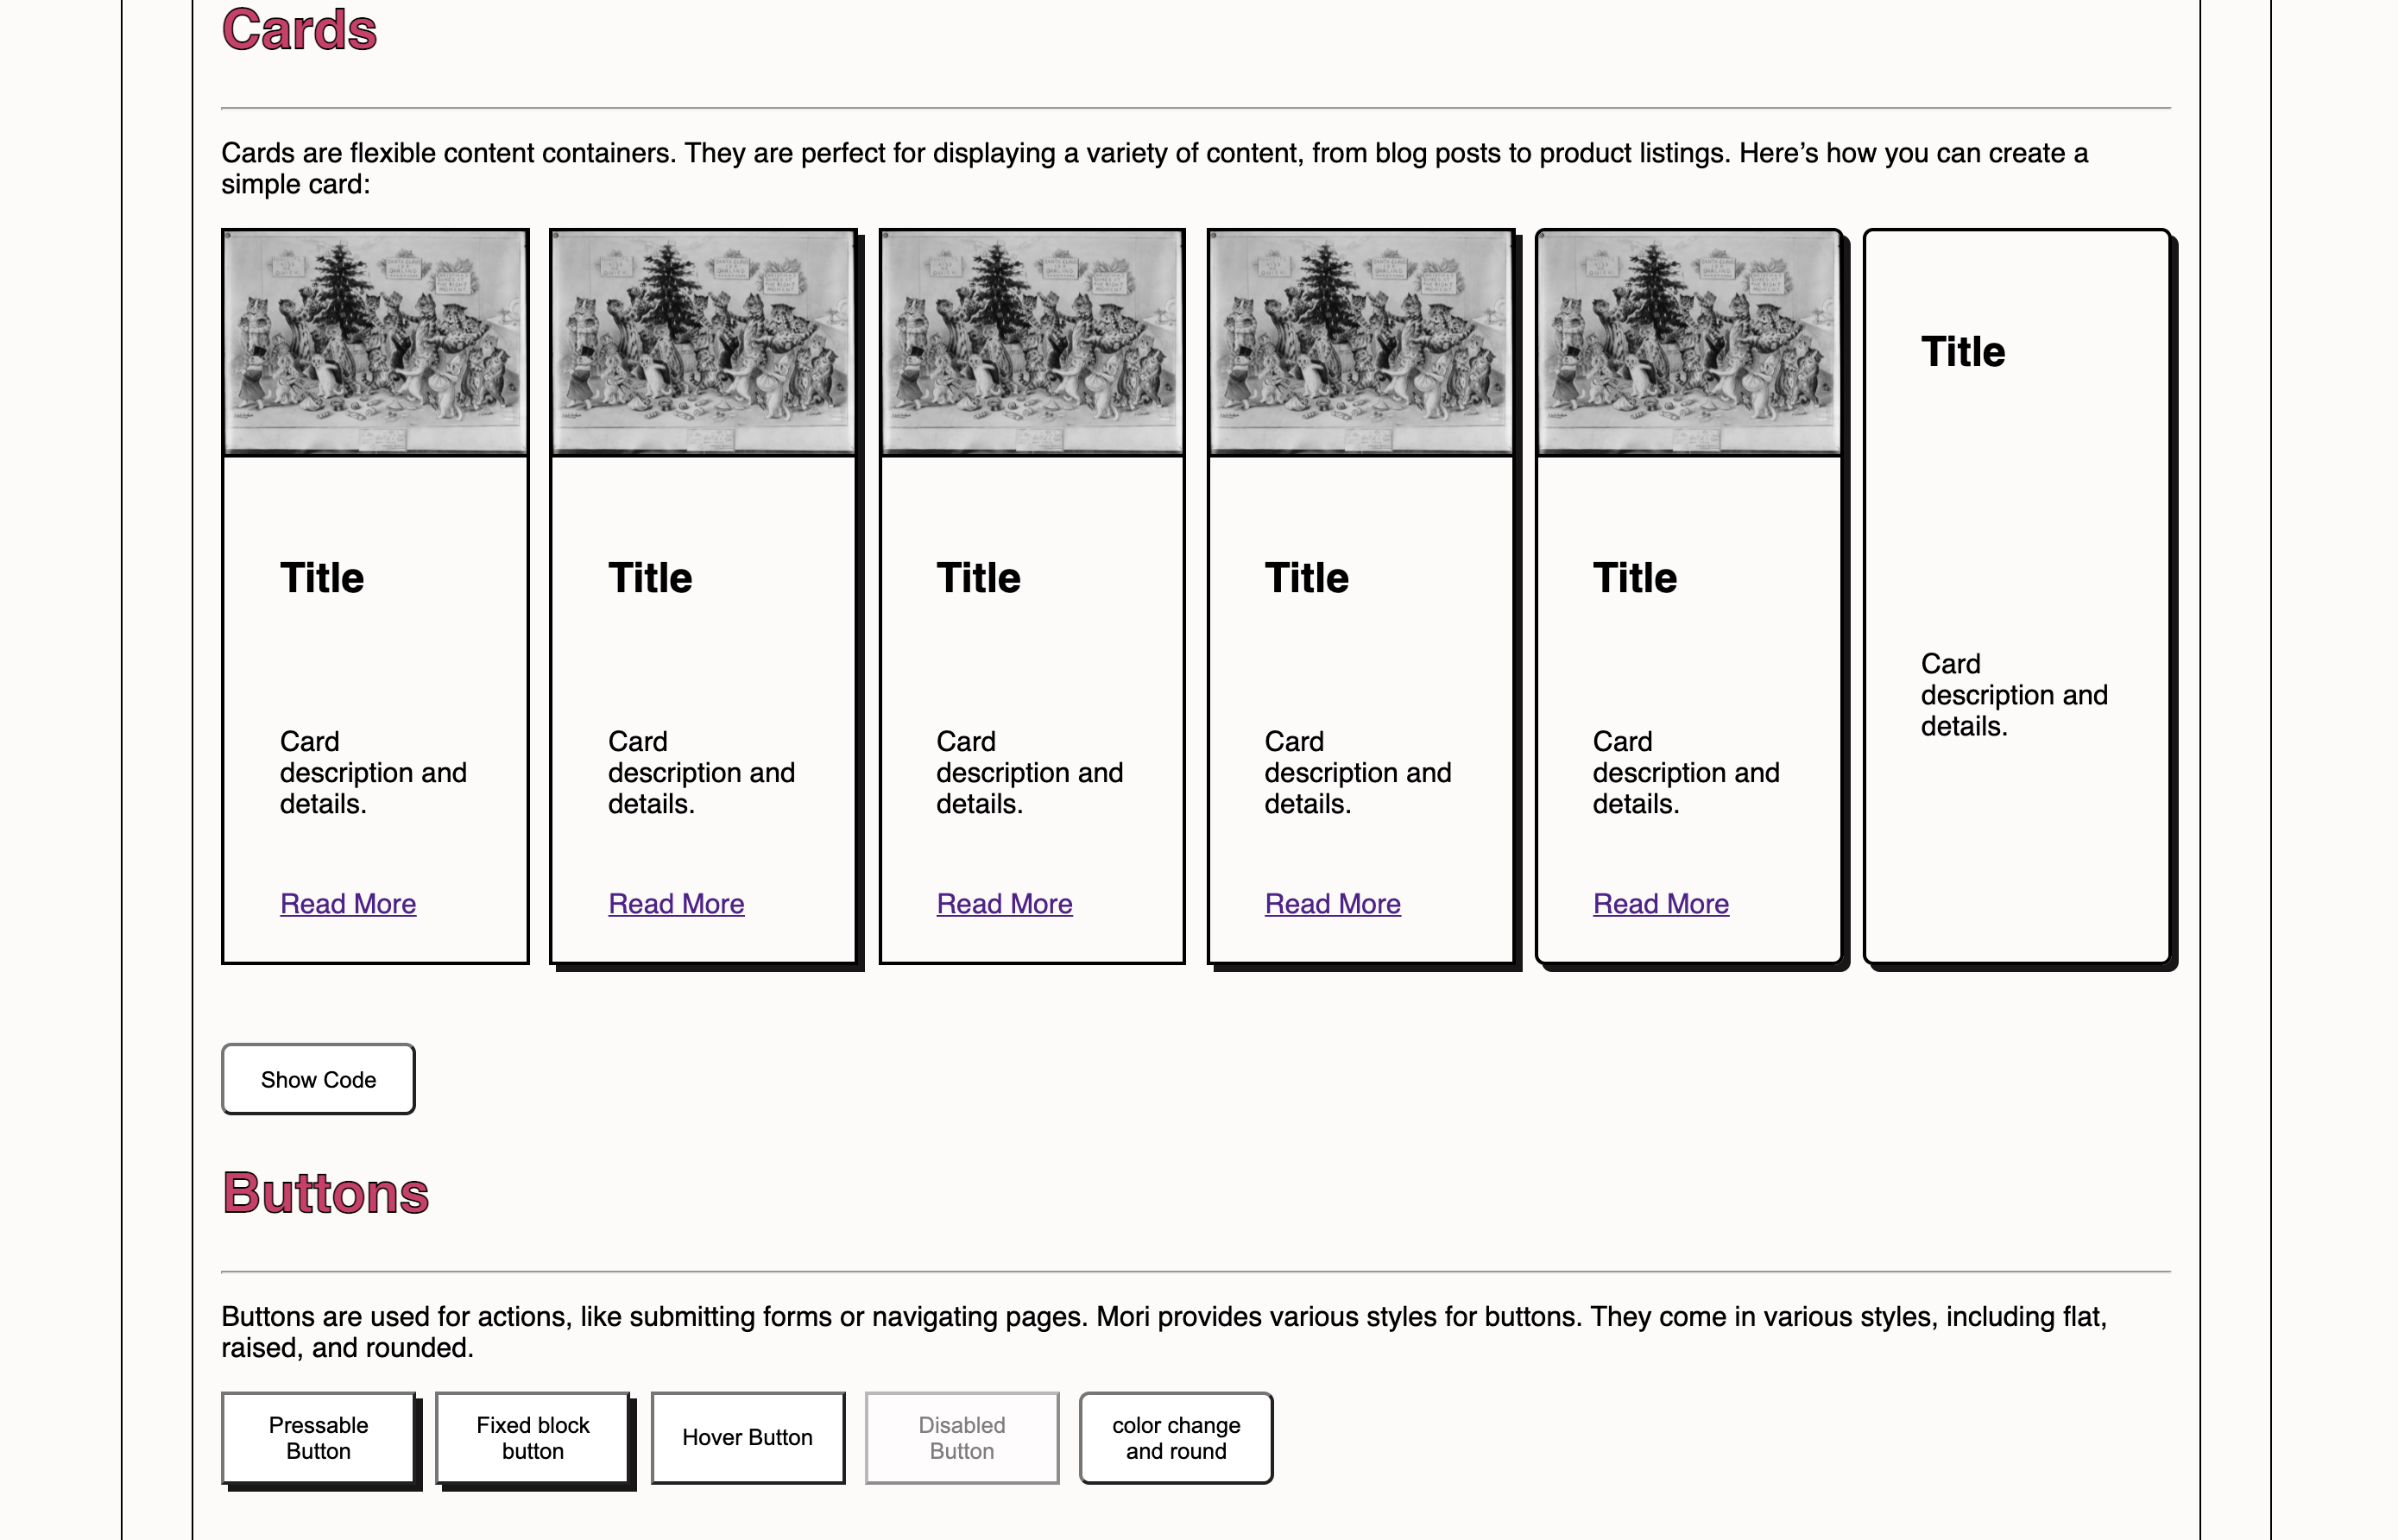 Cards
Cards are flexible content containers. They are perfect for displaying a variety of content, from blog posts to product listings. Here’s how you can create a
simple card:
Title
Card
description and
details.
Read More
Title
Card
description and
details.
Read More
Title
Card
description and
details.
Read More
Title
Card
description and
details.
Read More
Title
Card
description and
details.
Read More
Title
Card
description and
details.
Show Code
Buttons
Buttons are used for actions, like submitting forms or navigating pages. Mori provides various styles for buttons. They come in various styles, including flat,
raised, and rounded.
Pressable
Button
Fixed block
button
Hover Button
Disabled
Button
color change
and round